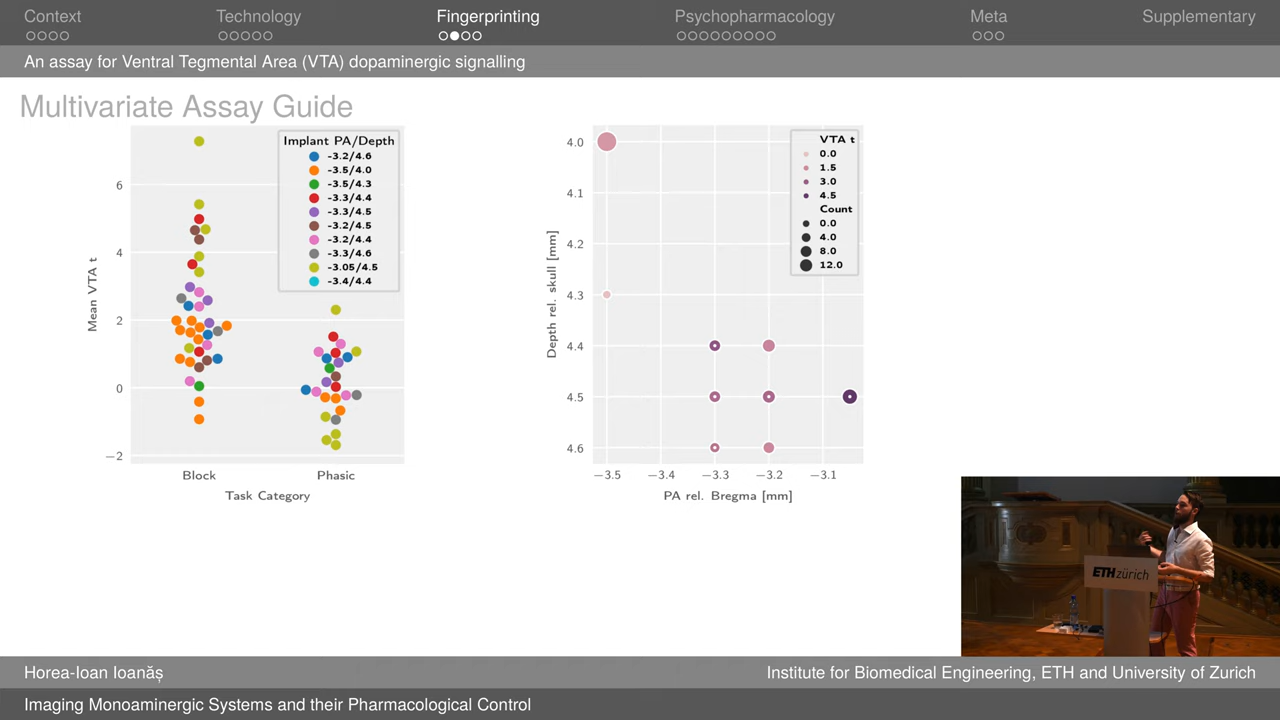 Context Technology Fingerprinting Psychopharmacology Meta Supplementary
An assay for Ventral Tegmental Area (VTA) dopaminergic signalling
Multivariate Assay Guide
Implant PA/Depth
-3.2/4.6
-3.5/4.0
-3.5/4.3
-3.3/4.4
-3.3/4.5
-3.2/4.5
-3.2/4.4
-3.3/4.6
-3.05/4.5
-3.4/4.4
Mean VTA t
6
4
2
0
−2
Block Phasic
Task Category
VTA t
0.0
1.5
3.0
4.5
Count
0.0
4.0
8.0
12.0
Depth rel. skull [mm]
4.0
4.1
4.2
4.3
4.4
4.5
4.6
−3.5 −3.4 −3.3 −3.2 −3.1
PA rel. Bregma [mm]
ETH zürich
Horea-Ioan Ioanăș Institute for Biomedical Engineering, ETH and University of Zurich
Imaging Monoaminergic Systems and their Pharmacological Control